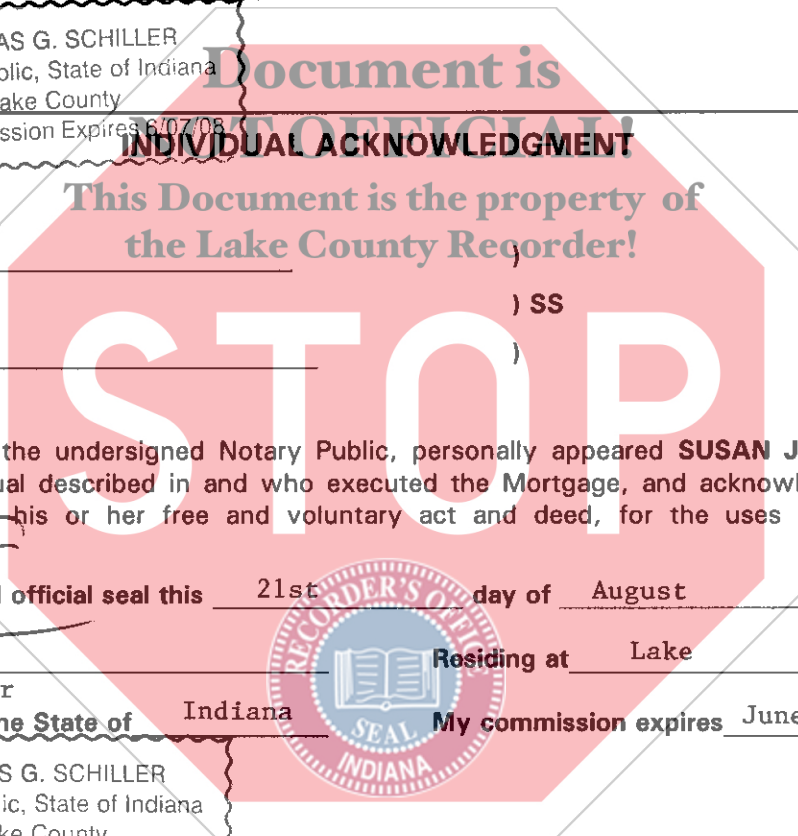 AS G. SCHILLER
blic, State of Indiana
ake County
ssion Expires 6/07/08
Document is
NOT OFFICIAL!
INDIVIDUAL ACKNOWLEDGMENT
This Document is the property of
the Lake County Recorder!
)
) SS
)
STOP
the undersigned Notary Public, personally appeared SUSAN J
ual described in and who executed the Mortgage, and acknowl
his or her free and voluntary act and deed, for the uses
official seal this 21st day of August
Residing at Lake
r
ne State of Indiana My commission expires June
RECORDER'S OFFICE
SEAL
INDIANA
S G. SCHILLER
ic, State of Indiana
ke County